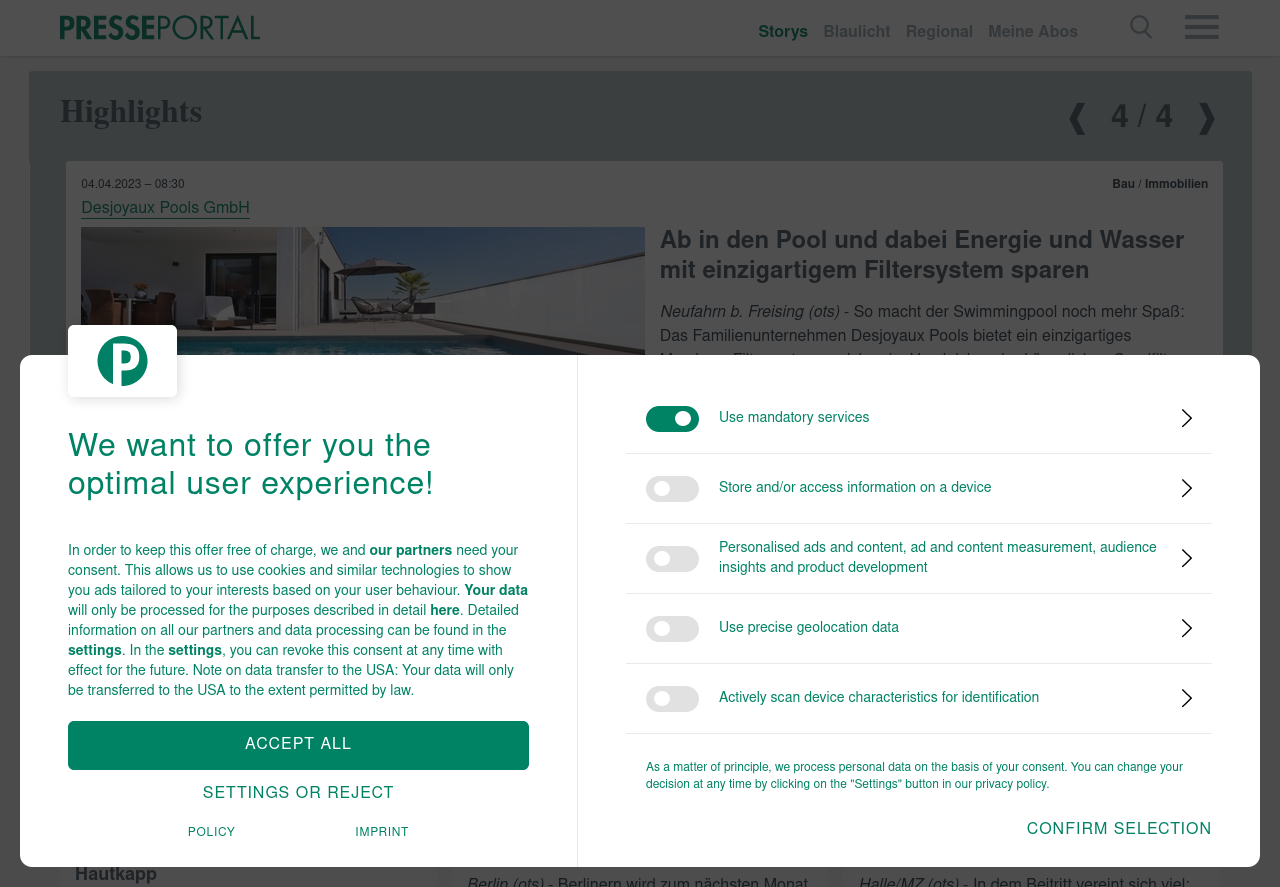 PRESSEPORTAL
Storys Blaulicht Regional Meine Abos
Highlights
❰ 4 / 4 ❱
04.04.2023 – 08:30
Bau / Immobilien
Desjoyaux Pools GmbH
Ab in den Pool und dabei Energie und Wasser
mit einzigartigem Filtersystem sparen
Neufahrn b. Freising (ots) - So macht der Swimmingpool noch mehr Spaß:
Das Familienunternehmen Desjoyaux Pools bietet ein einzigartiges
We want to offer you the
optimal user experience!
In order to keep this offer free of charge, we and our partners need your
consent. This allows us to use cookies and similar technologies to show
you ads tailored to your interests based on your user behaviour. Your data
will only be processed for the purposes described in detail here. Detailed
information on all our partners and data processing can be found in the
settings. In the settings, you can revoke this consent at any time with
effect for the future. Note on data transfer to the USA: Your data will only
be transferred to the USA to the extent permitted by law.
ACCEPT ALL
SETTINGS OR REJECT
POLICY IMPRINT
Use mandatory services
Store and/or access information on a device
Personalised ads and content, ad and content measurement, audience
insights and product development
Use precise geolocation data
Actively scan device characteristics for identification
As a matter of principle, we process personal data on the basis of your consent. You can change your
decision at any time by clicking on the "Settings" button in our privacy policy.
CONFIRM SELECTION
Hautkapp
Berlin (ots) - Berlinern wird zum nächsten Monat
Halle/MZ (ots) - In dem Beitritt vereint sich viel: